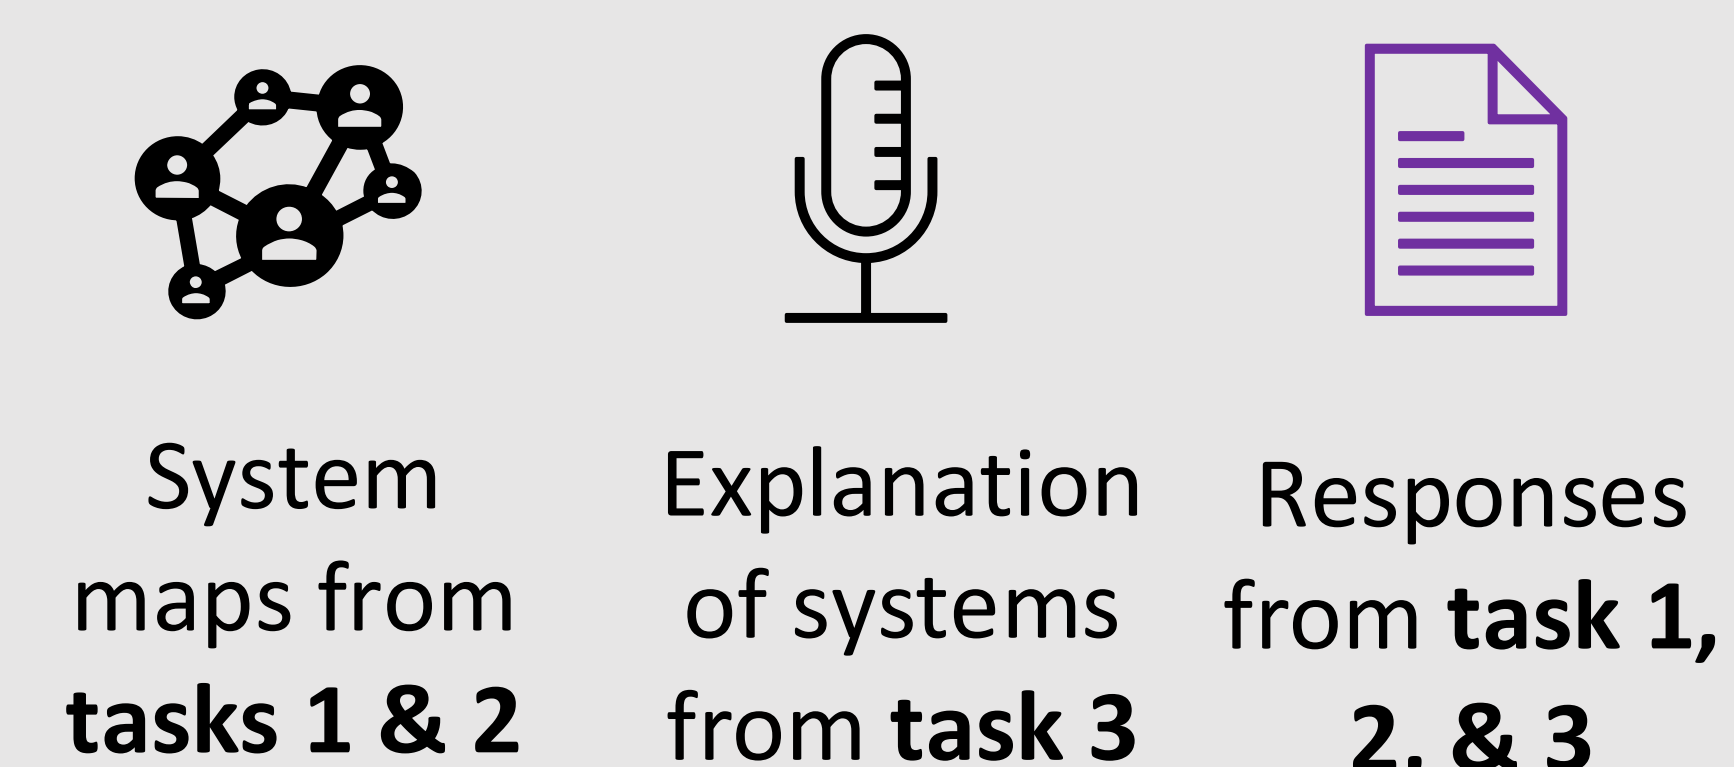 System
maps from
tasks 1 & 2
Explanation
of systems
from task 3
Responses
from task 1,
2, & 3